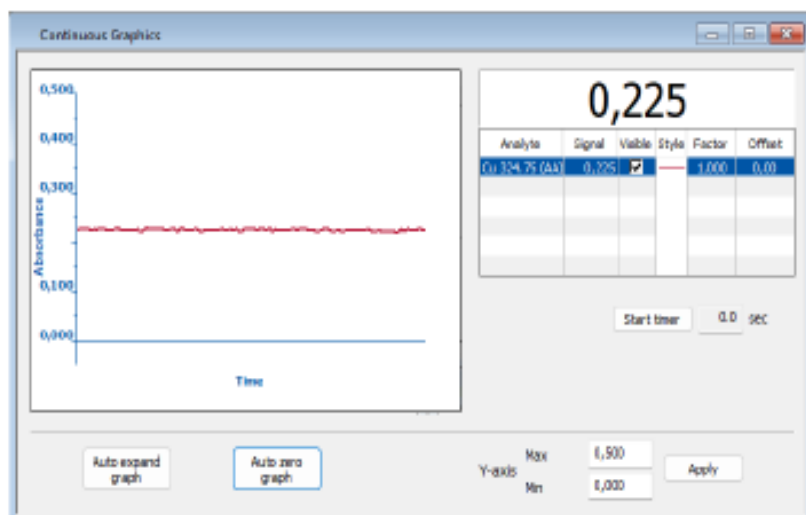 Continuous Graphics
0,500
0,400
0,300
0,100
0,000
Absorbance
Time
0,225
Analyte Signal Visible Style Factor Offset
Cu 324.75 (AA) 0,225 1.000 0,00
Start timer 0.0 sec
Auto expand graph
Auto zero graph
Y-axis
Max 0,500
Min 0,000
Apply